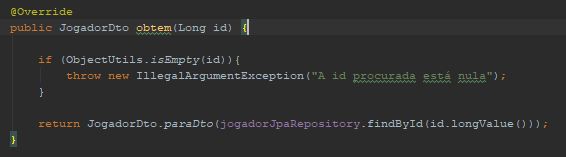 @Override
public JogadorDto obtem(Long id) {
if (ObjectUtils.isEmpty(id)){
throw new IllegalArgumentException("A id procurada está nula");
}
return JogadorDto.paraDto(jogadorJpaRepository.findById(id.longValue()));
}